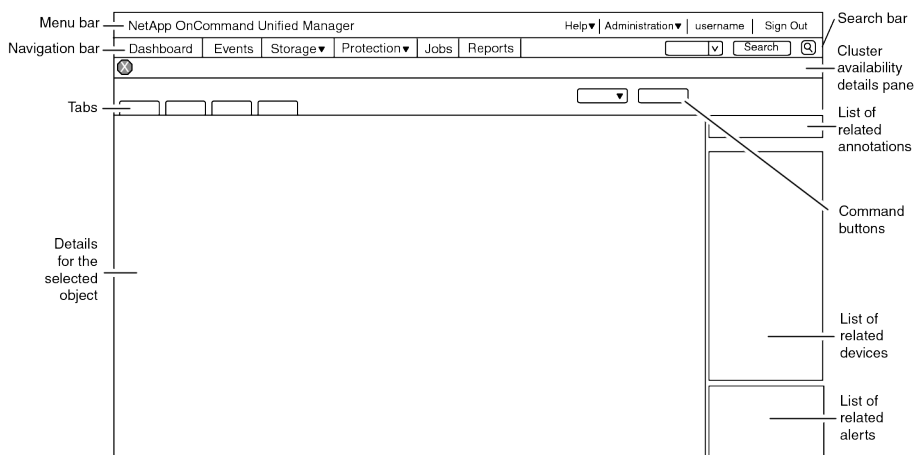 Menu bar
NetApp OnCommand Unified Manager
Help▼
Administration▼
username
Sign Out
Search bar
Navigation bar
Dashboard
Events
Storage▼
Protection▼
Jobs
Reports
Search
Cluster
availability
details pane
Tabs
List of
related
annotations
Command
buttons
Details
for the
selected
object
List of
related
devices
List of
related
alerts